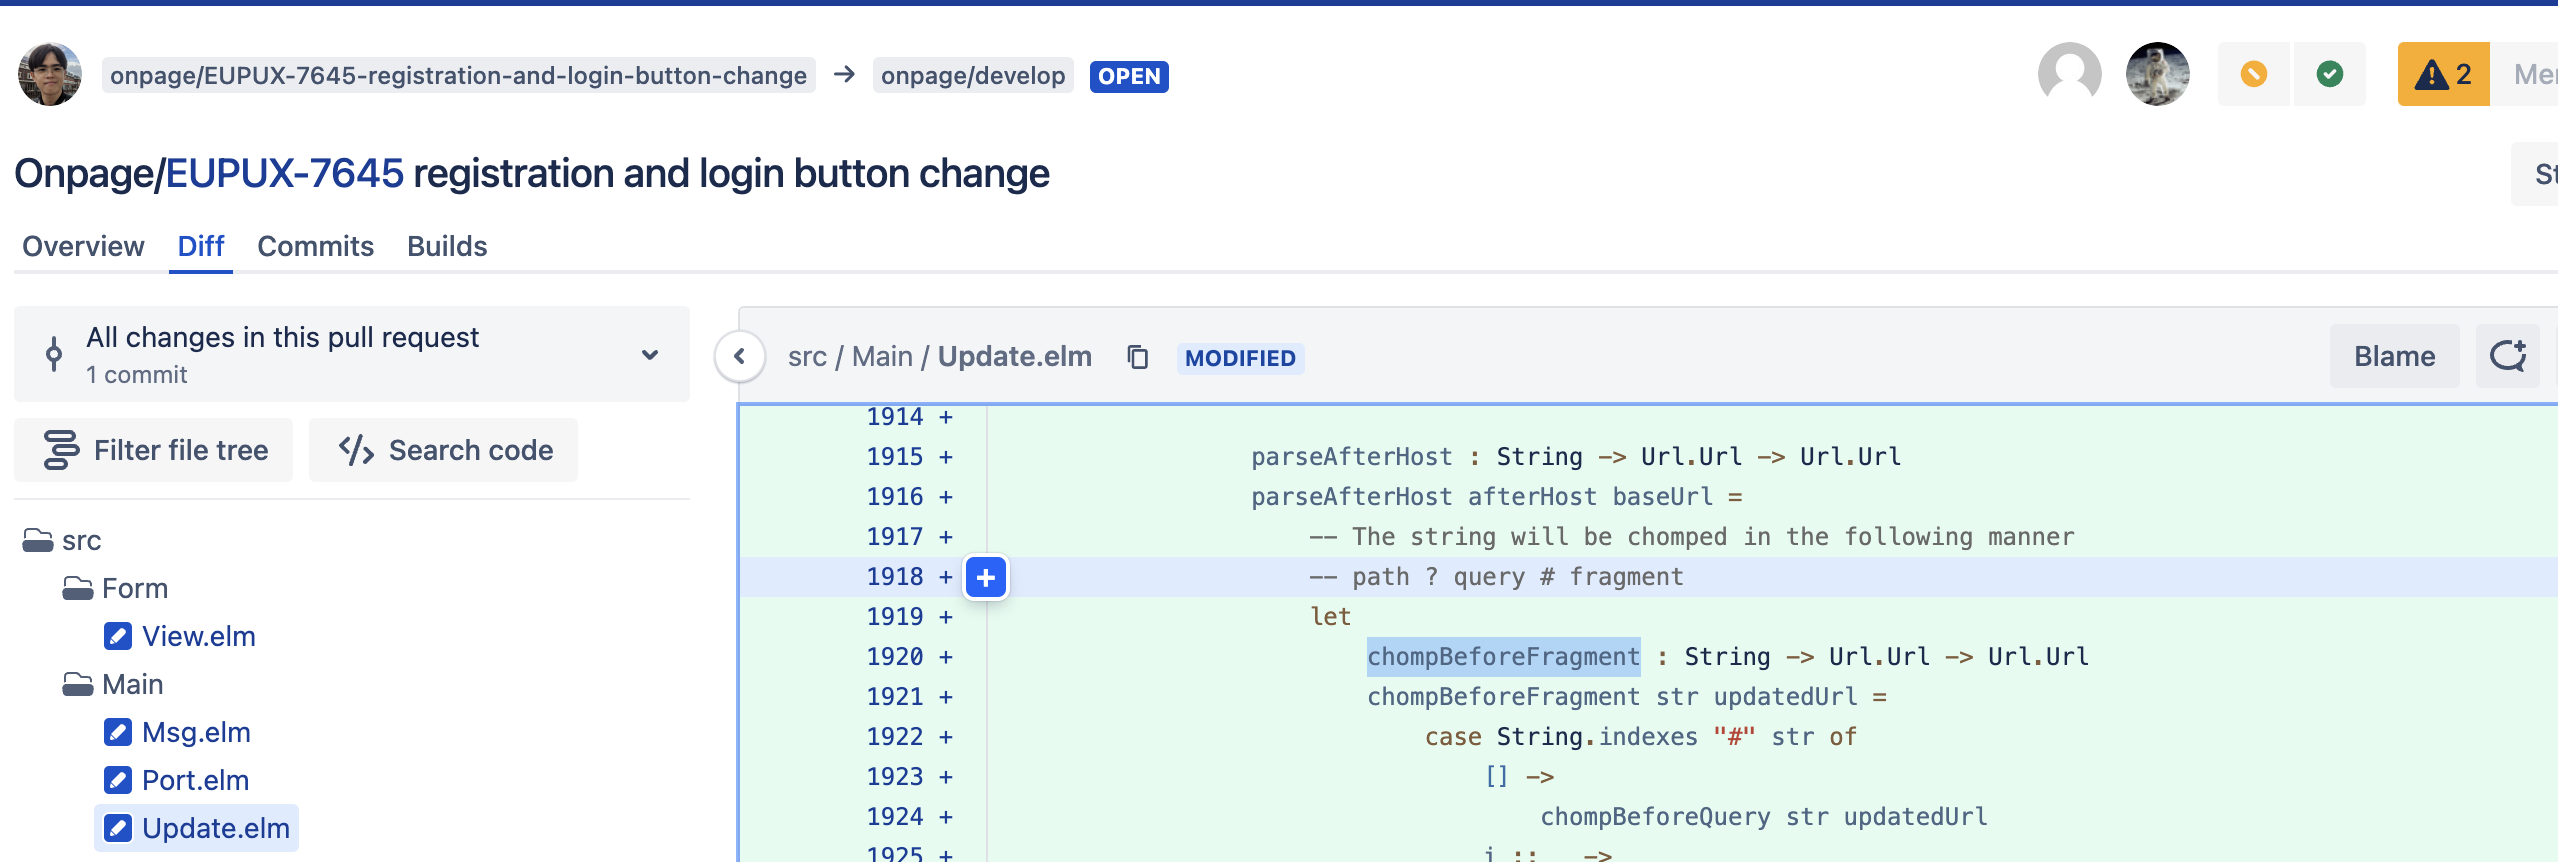 onpage/EUPUX-7645-registration-and-login-button-change → onpage/develop OPEN
2 Mer
Onpage/EUPUX-7645 registration and login button change
St
Overview Diff Commits Builds
All changes in this pull request
1 commit
Filter file tree
Search code
src
Form
View.elm
Main
Msg.elm
Port.elm
Update.elm
src / Main / Update.elm MODIFIED
Blame
1914 +
1915 + parseAfterHost : String -> Url.Url -> Url.Url
1916 + parseAfterHost afterHost baseUrl =
1917 + -- The string will be chomped in the following manner
1918 + -- path ? query # fragment
1919 + let
1920 + chompBeforeFragment : String -> Url.Url -> Url.Url
1921 + chompBeforeFragment str updatedUrl =
1922 + case String.indexes "#" str of
1923 + [] ->
1924 + chompBeforeQuery str updatedUrl
1925 + i :: _ ->